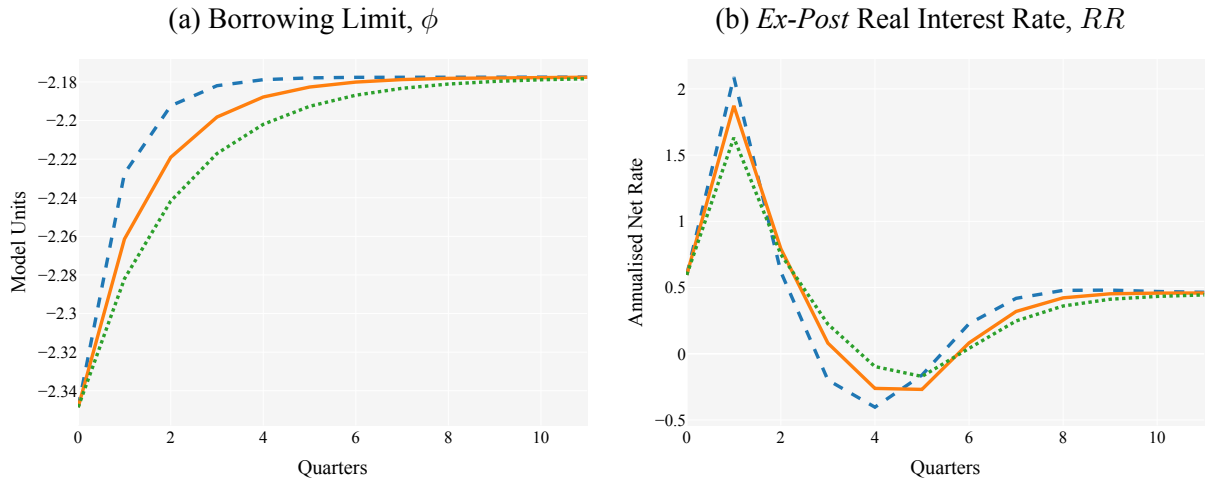 (a) Borrowing Limit, ϕ
−2.18
−2.2
−2.22
−2.24
−2.26
−2.28
−2.3
−2.32
−2.34
Model Units
0 2 4 6 8 10
Quarters
(b) Ex-Post Real Interest Rate, RR
2
1.5
1
0.5
0
−0.5
Annualised Net Rate
0 2 4 6 8 10
Quarters